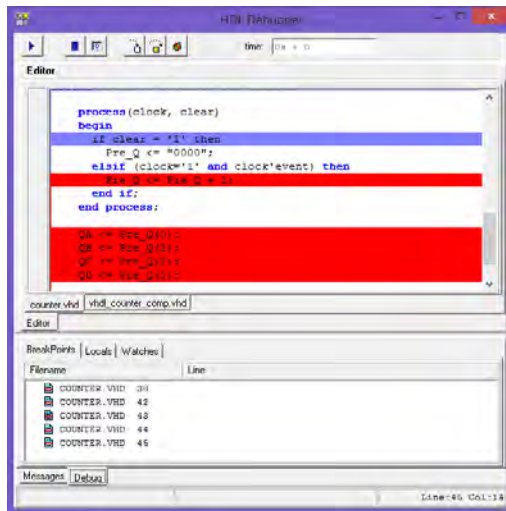 HDL Debugger
time:
Editor
process(clock, clear)
begin
if clear = '1' then
Pre_Q <= "0000";
elsif (clock='1' and clock'event) then
Pre_Q <= Pre_Q + 1;
end if;
end process;
QA <= Pre_Q(0);
QB <= Pre_Q(1);
QC <= Pre_Q(2);
QD <= Pre_Q(3);
counter.vhd vhdl_counter_comp.vhd
Editor
BreakPoints Locals Watches
Filename Line
COUNTER.VHD
COUNTER.VHD 42
COUNTER.VHD 43
COUNTER.VHD 44
COUNTER.VHD 45
Messages Debug
Line:45 Col:14